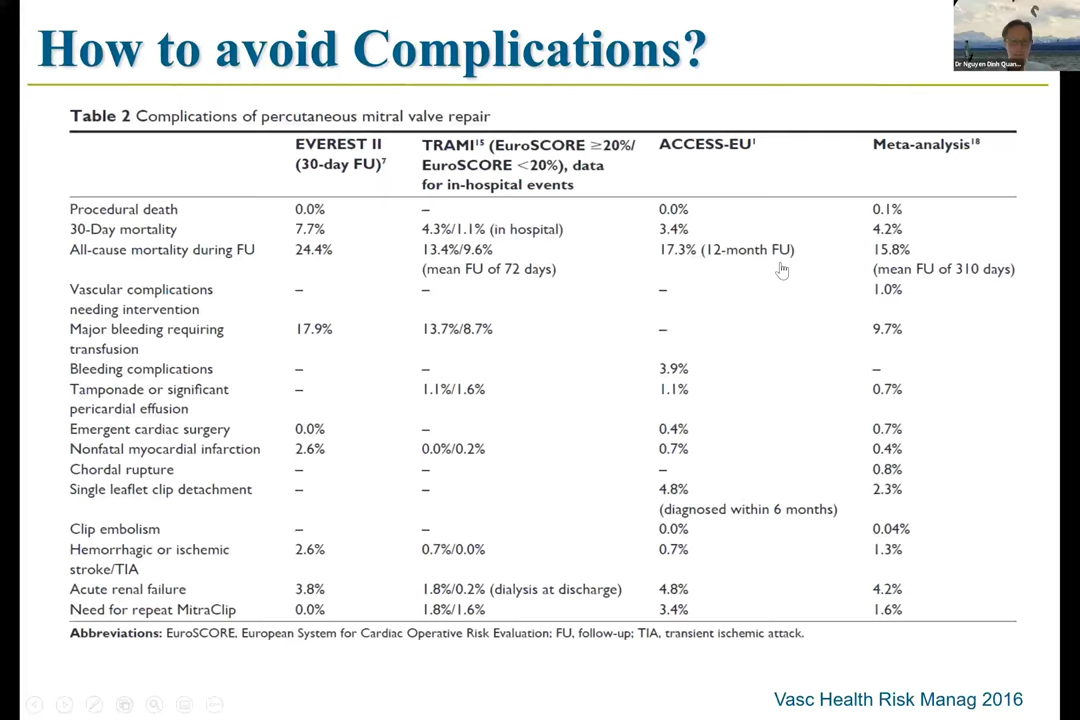 How to avoid Complications?
Dr Nguyen Dinh Quan...
Table 2 Complications of percutaneous mitral valve repair
EVEREST II (30-day FU)⁷ TRAMI¹⁵ (EuroSCORE ≥20%/ EuroSCORE <20%), data for in-hospital events ACCESS-EU¹ Meta-analysis¹⁸
Procedural death 0.0% – 0.0% 0.1%
30-Day mortality 7.7% 4.3%/1.1% (in hospital) 3.4% 4.2%
All-cause mortality during FU 24.4% 13.4%/9.6% 17.3% (12-month FU) 15.8%
(mean FU of 72 days) (mean FU of 310 days)
Vascular complications – – – 1.0%
needing intervention
Major bleeding requiring 17.9% 13.7%/8.7% – 9.7%
transfusion
Bleeding complications – – 3.9% –
Tamponade or significant – 1.1%/1.6% 1.1% 0.7%
pericardial effusion
Emergent cardiac surgery 0.0% – 0.4% 0.7%
Nonfatal myocardial infarction 2.6% 0.0%/0.2% 0.7% 0.4%
Chordal rupture – – – 0.8%
Single leaflet clip detachment – – 4.8% 2.3%
(diagnosed within 6 months)
Clip embolism – – 0.0% 0.04%
Hemorrhagic or ischemic 2.6% 0.7%/0.0% 0.7% 1.3%
stroke/TIA
Acute renal failure 3.8% 1.8%/0.2% (dialysis at discharge) 4.8% 4.2%
Need for repeat MitraClip 0.0% 1.8%/1.6% 3.4% 1.6%
Abbreviations: EuroSCORE, European System for Cardiac Operative Risk Evaluation; FU, follow-up; TIA, transient ischemic attack.
Vasc Health Risk Manag 2016